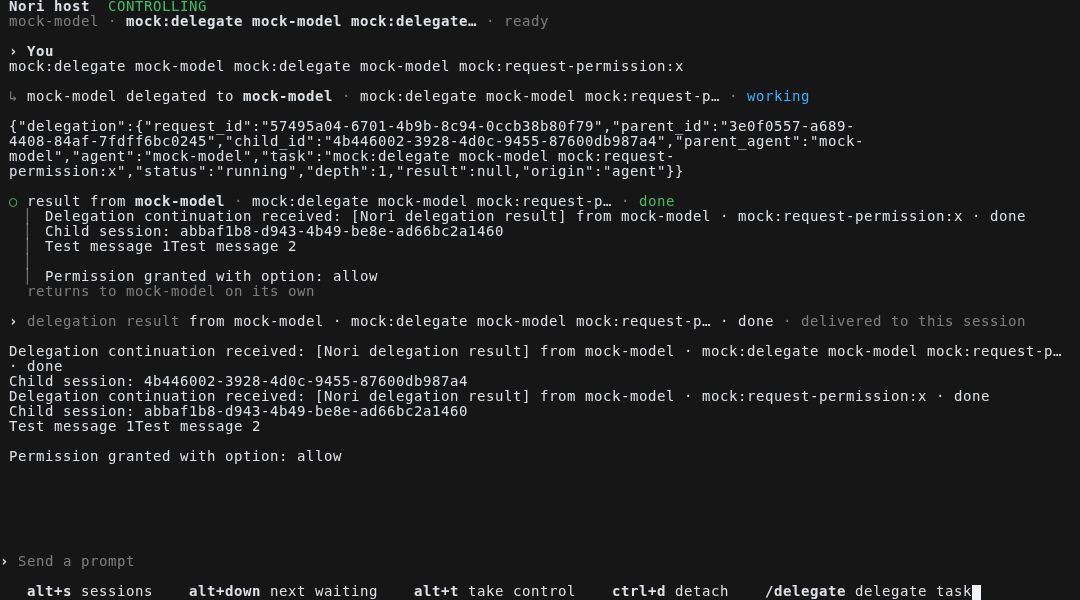 Nori host  CONTROLLING
mock-model · mock:delegate mock-model mock:delegate… · ready
› You
mock:delegate mock-model mock:delegate mock-model mock:request-permission:x
↳ mock-model delegated to mock-model · mock:delegate mock-model mock:request-p… · working
{"delegation":{"request_id":"57495a04-6701-4b9b-8c94-0ccb38b80f79","parent_id":"3e0f0557-a689-
4408-84af-7fdff6bc0245","child_id":"4b446002-3928-4d0c-9455-87600db987a4","parent_agent":"mock-
model","agent":"mock-model","task":"mock:delegate mock-model mock:request-
permission:x","status":"running","depth":1,"result":null,"origin":"agent"}}
○ result from mock-model · mock:delegate mock-model mock:request-p… · done
│ Delegation continuation received: [Nori delegation result] from mock-model · mock:request-permission:x · done
│ Child session: abbaf1b8-d943-4b49-be8e-ad66bc2a1460
│ Test message 1Test message 2
│
│ Permission granted with option: allow
returns to mock-model on its own
› delegation result from mock-model · mock:delegate mock-model mock:request-p… · done · delivered to this session
Delegation continuation received: [Nori delegation result] from mock-model · mock:delegate mock-model mock:request-p…
· done
Child session: 4b446002-3928-4d0c-9455-87600db987a4
Delegation continuation received: [Nori delegation result] from mock-model · mock:request-permission:x · done
Child session: abbaf1b8-d943-4b49-be8e-ad66bc2a1460
Test message 1Test message 2
Permission granted with option: allow
› Send a prompt
alt+s sessions    alt+down next waiting    alt+t take control    ctrl+d detach    /delegate delegate task